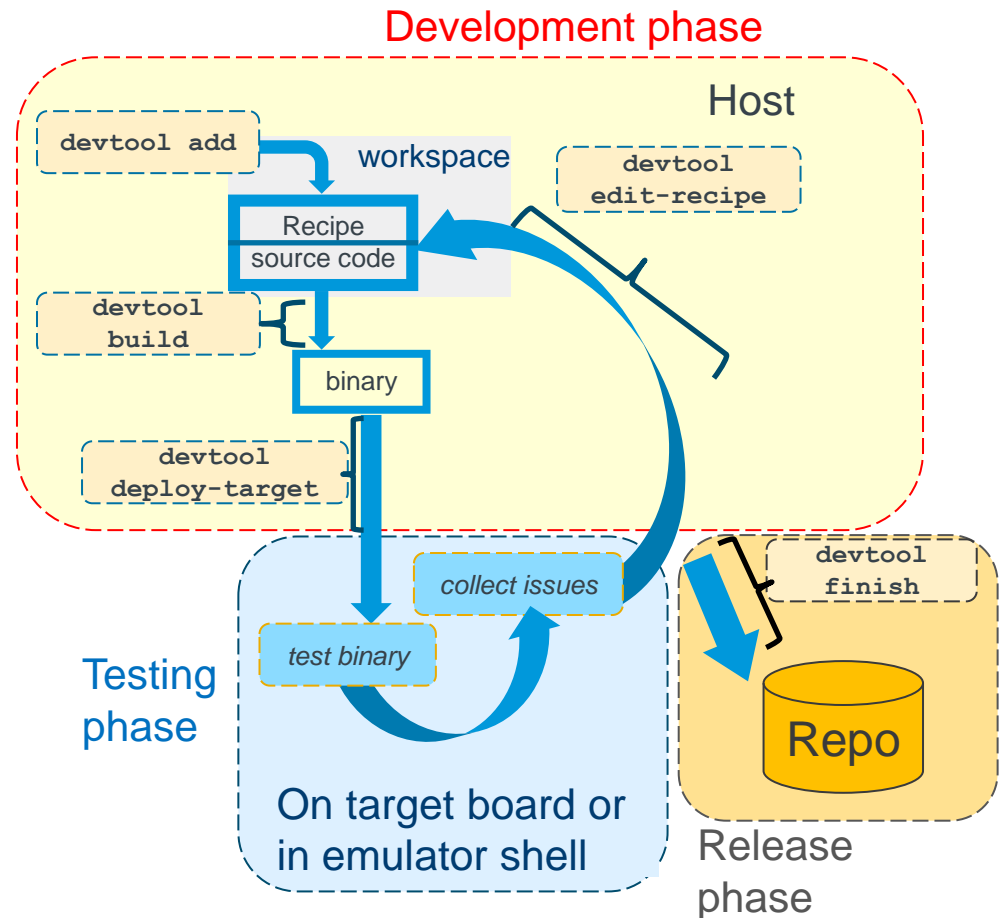 Development phase
Host
devtool add
workspace
devtool
edit-recipe
Recipe
source code
devtool
build
binary
devtool
deploy-target
devtool
finish
collect issues
test binary
Testing
phase
Repo
On target board or
in emulator shell
Release
phase